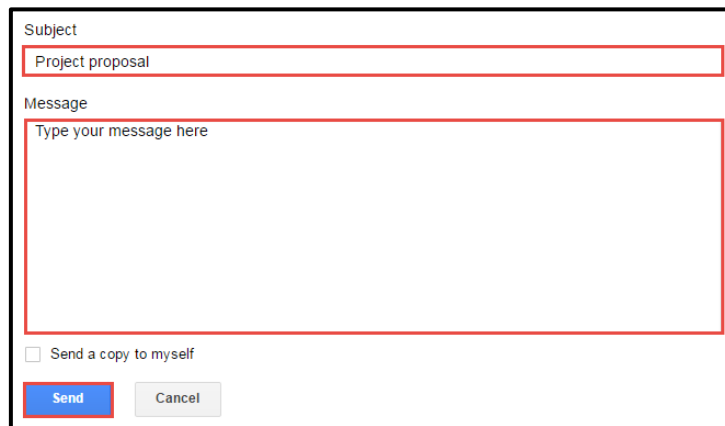 Subject
Project proposal
Message
Type your message here
Send a copy to myself
Send Cancel